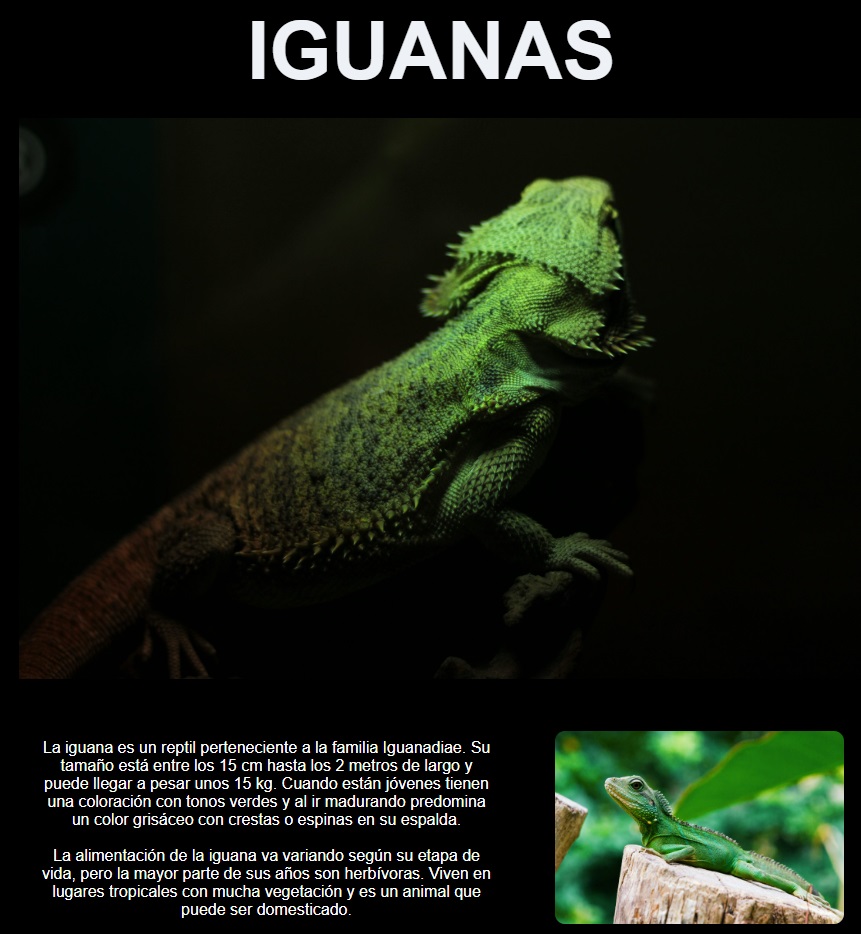 IGUANAS
La iguana es un reptil perteneciente a la familia Iguanadiae. Su
tamaño está entre los 15 cm hasta los 2 metros de largo y
puede llegar a pesar unos 15 kg. Cuando están jóvenes tienen
una coloración con tonos verdes y al ir madurando predomina
un color grisáceo con crestas o espinas en su espalda.
La alimentación de la iguana va variando según su etapa de
vida, pero la mayor parte de sus años son herbívoras. Viven en
lugares tropicales con mucha vegetación y es un animal que
puede ser domesticado.